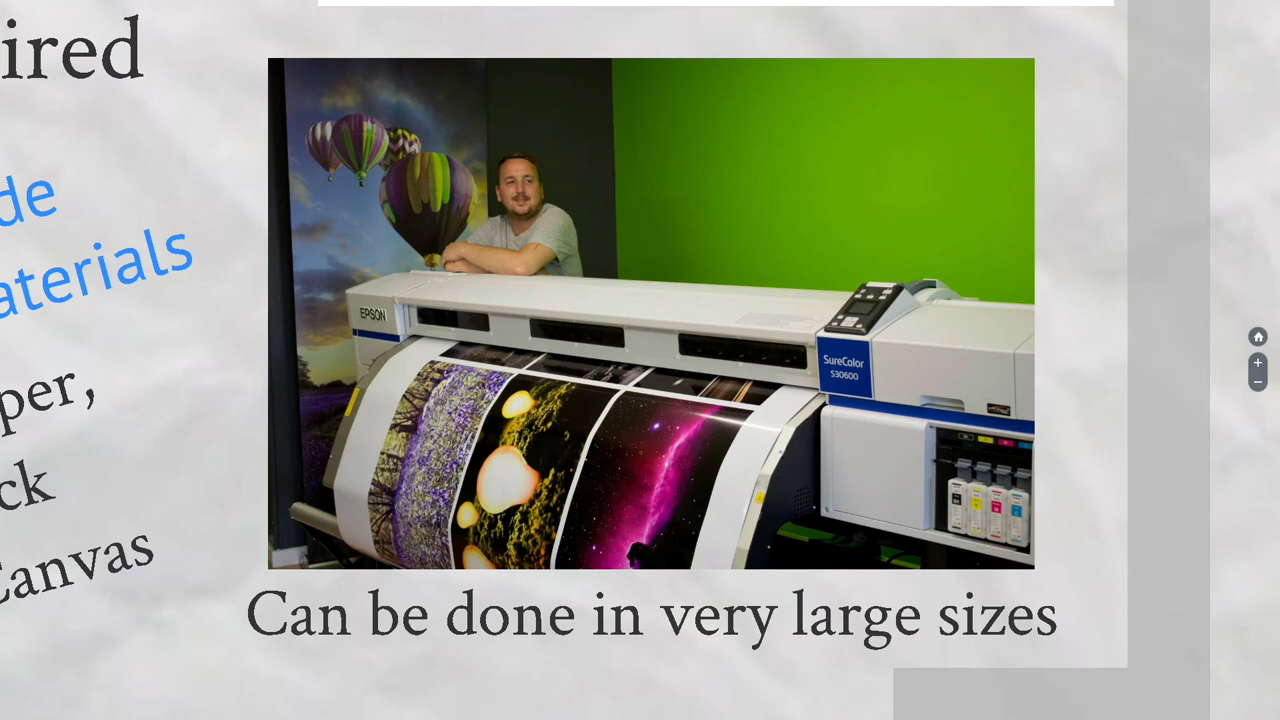 ired
de
aterials
per,
ck
Canvas
EPSON
SureColor
S30600
Can be done in very large sizes